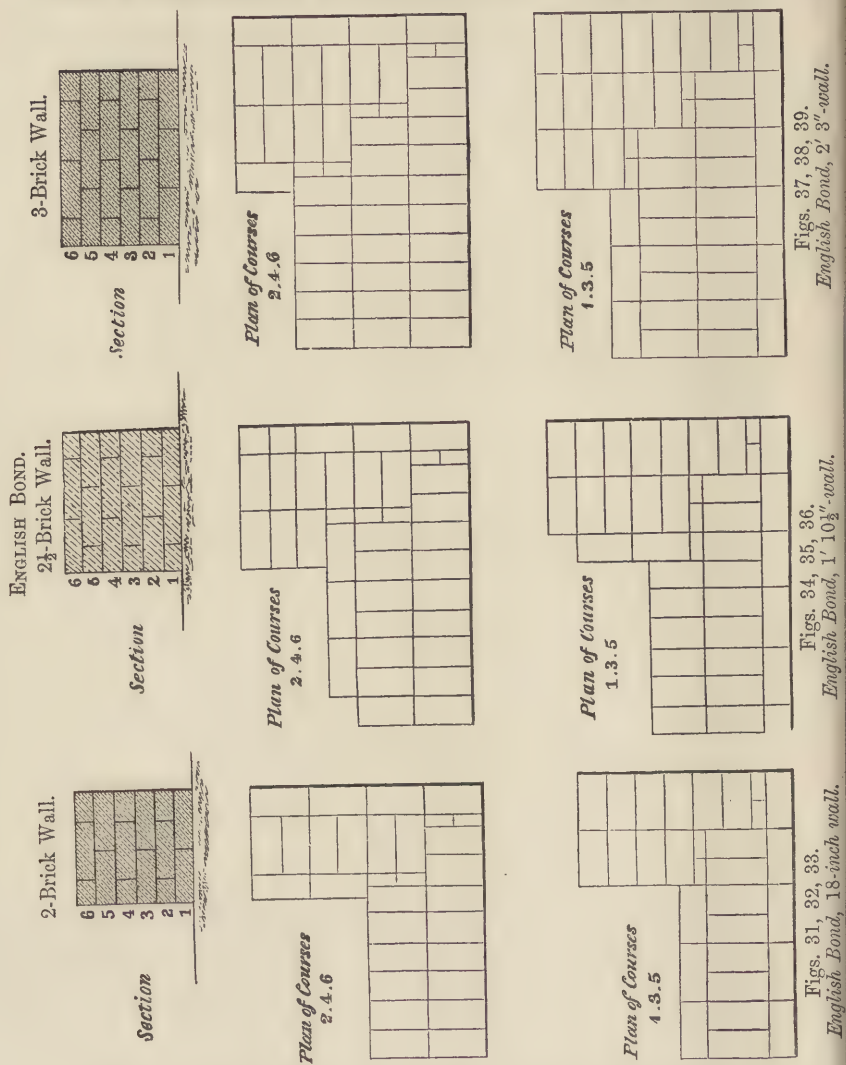 ENGLISH BOND.
2-Brick Wall.
Section
6
5
4
3
2
1
Plan of Courses
2.4.6
Plan of Courses
1.3.5
Figs. 31, 32, 33.
English Bond, 18-inch wall.
2½-Brick Wall.
Section
6
5
4
3
2
1
Plan of Courses
2.4.6
Plan of Courses
1.3.5
Figs. 34, 35, 36.
English Bond, 1′ 10½″-wall.
3-Brick Wall.
Section
6
5
4
3
2
1
Plan of Courses
2.4.6
Plan of Courses
1.3.5
Figs. 37, 38, 39.
English Bond, 2′ 3″-wall.